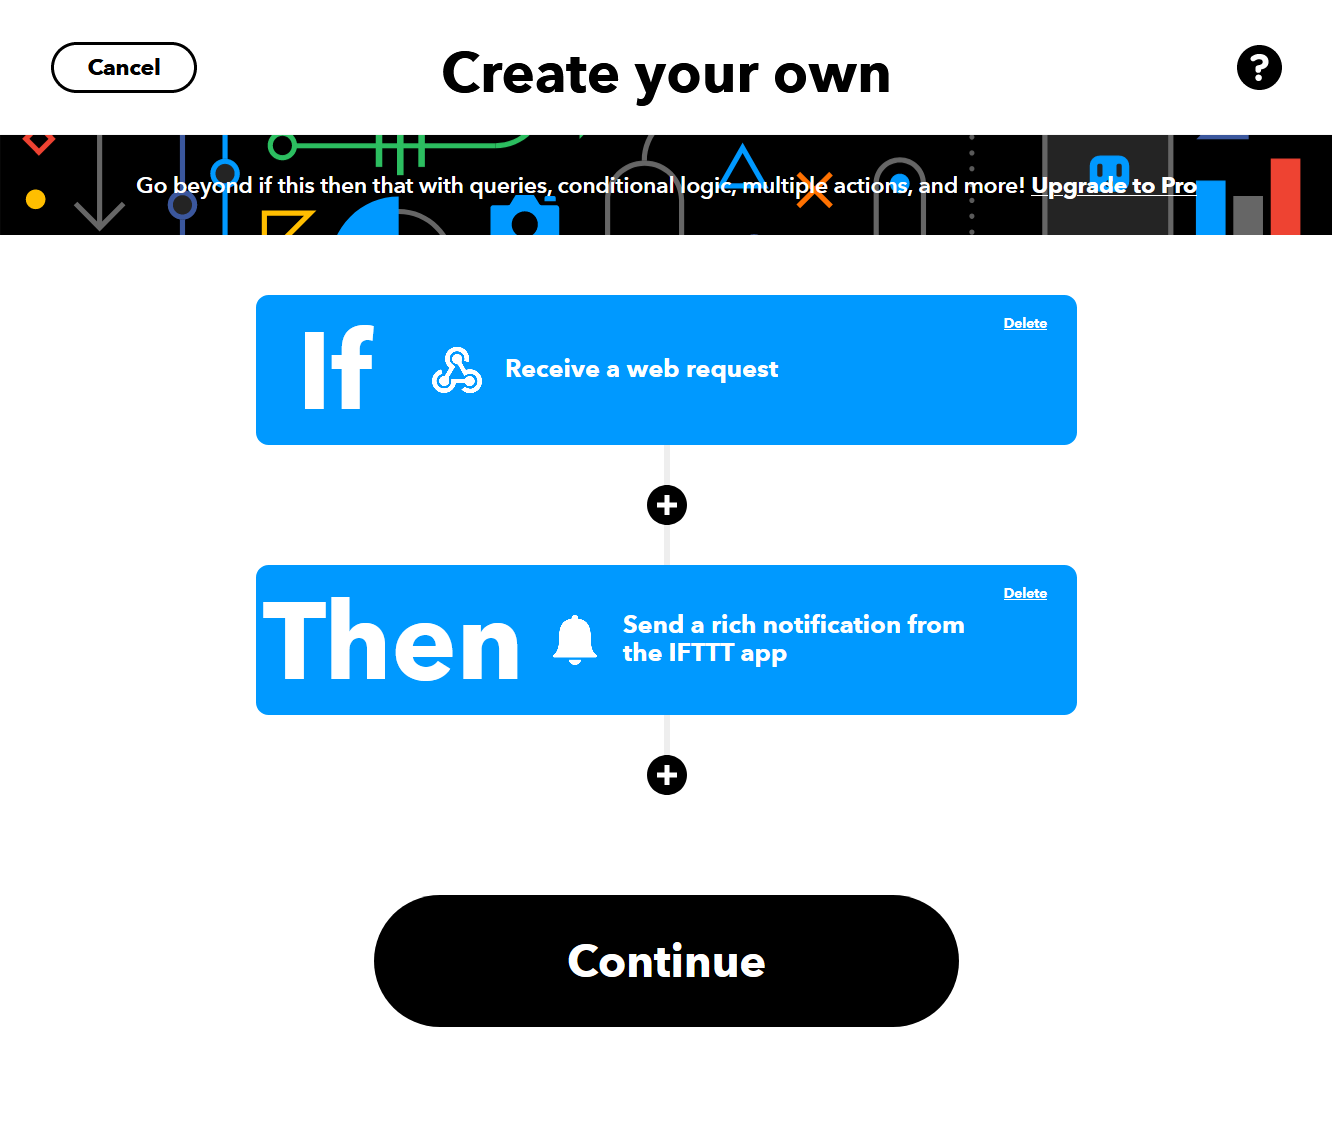 Cancel
Create your own
?
Go beyond if this then that with queries, conditional logic, multiple actions, and more! Upgrade to Pro
Delete
If
Receive a web request
Delete
Then
Send a rich notification from
the IFTTT app
Continue